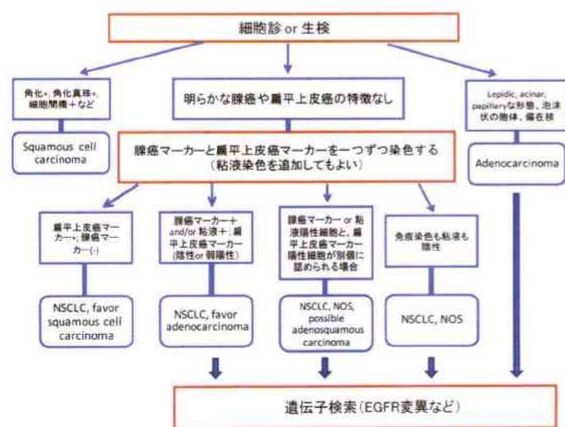 細胞診 or 生検
角化+, 角化真珠+,
細胞間橋+など
明らかな腺癌や扁平上皮癌の特徴なし
Lepidic, acinar,
papillaryな形態、泡沫
状の胞体、偏在核
Squamous cell
carcinoma
腺癌マーカーと扁平上皮癌マーカーを一つずつ染色する
(粘液染色を追加してもよい)
Adenocarcinoma
扁平上皮癌マー
カー+; 腺癌マー
カー(-)
腺癌マーカー+
and/or 粘液+, 扁
平上皮癌マーカー
(陰性or 弱陽性)
腺癌マーカー or 粘
液陽性細胞と、扁
平上皮癌マーカー
陽性細胞が別個に
認められる場合
免疫染色も粘液も
陰性
NSCLC, favor
squamous cell
carcinoma
NSCLC, favor
adenocarcinoma
NSCLC, NOS,
possible
adenosquamous
carcinoma
NSCLC, NOS
遺伝子検索(EGFR変異など)